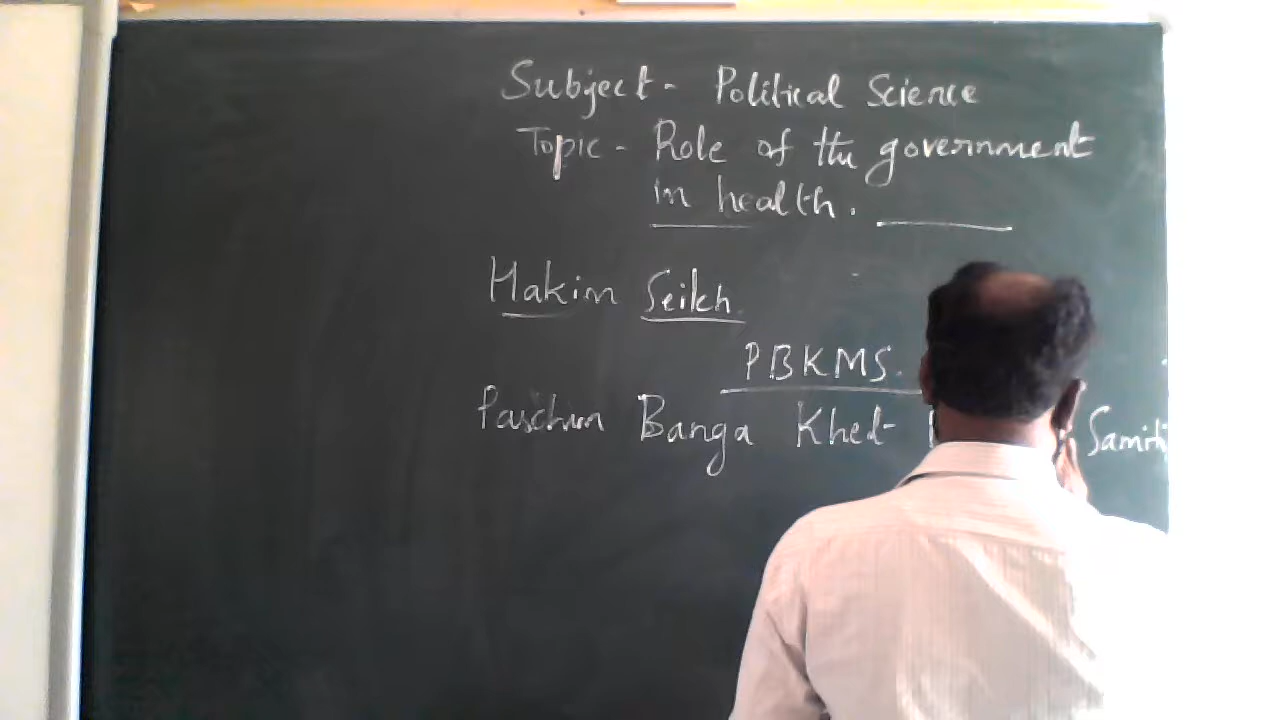 Subject - Political Science
Topic - Role of the government
in health.
Hakim Seikh.
PBKMS.
Paschim Banga Khet Samiti